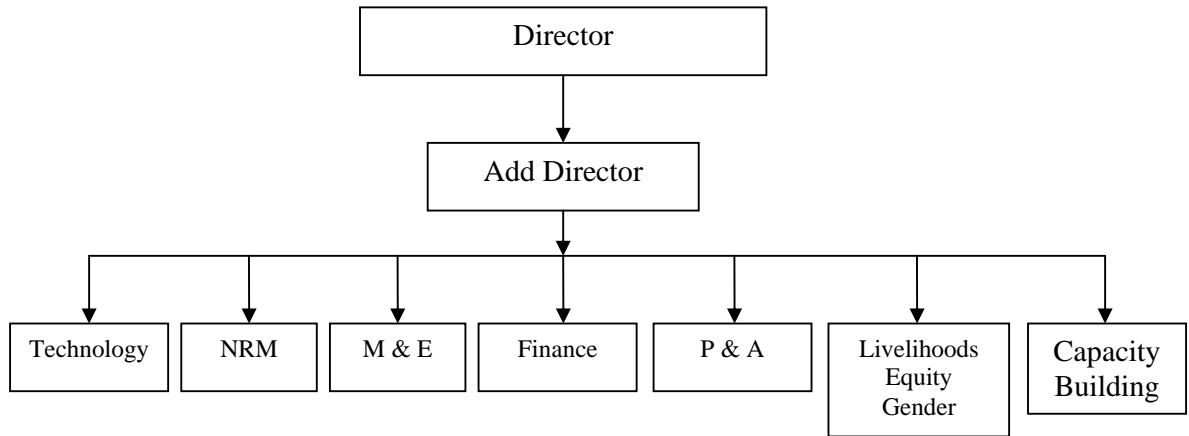 Director
Add Director
Technology
NRM
M & E
Finance
P & A
Livelihoods
Equity
Gender
Capacity
Building